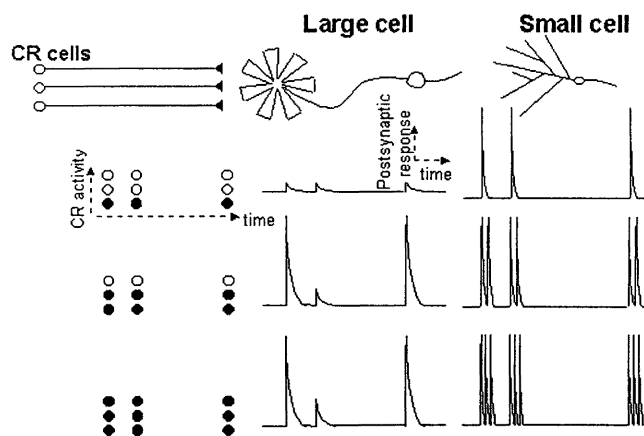 Large cell
Small cell
CR cells
Postsynaptic
response
time
CR activity
time